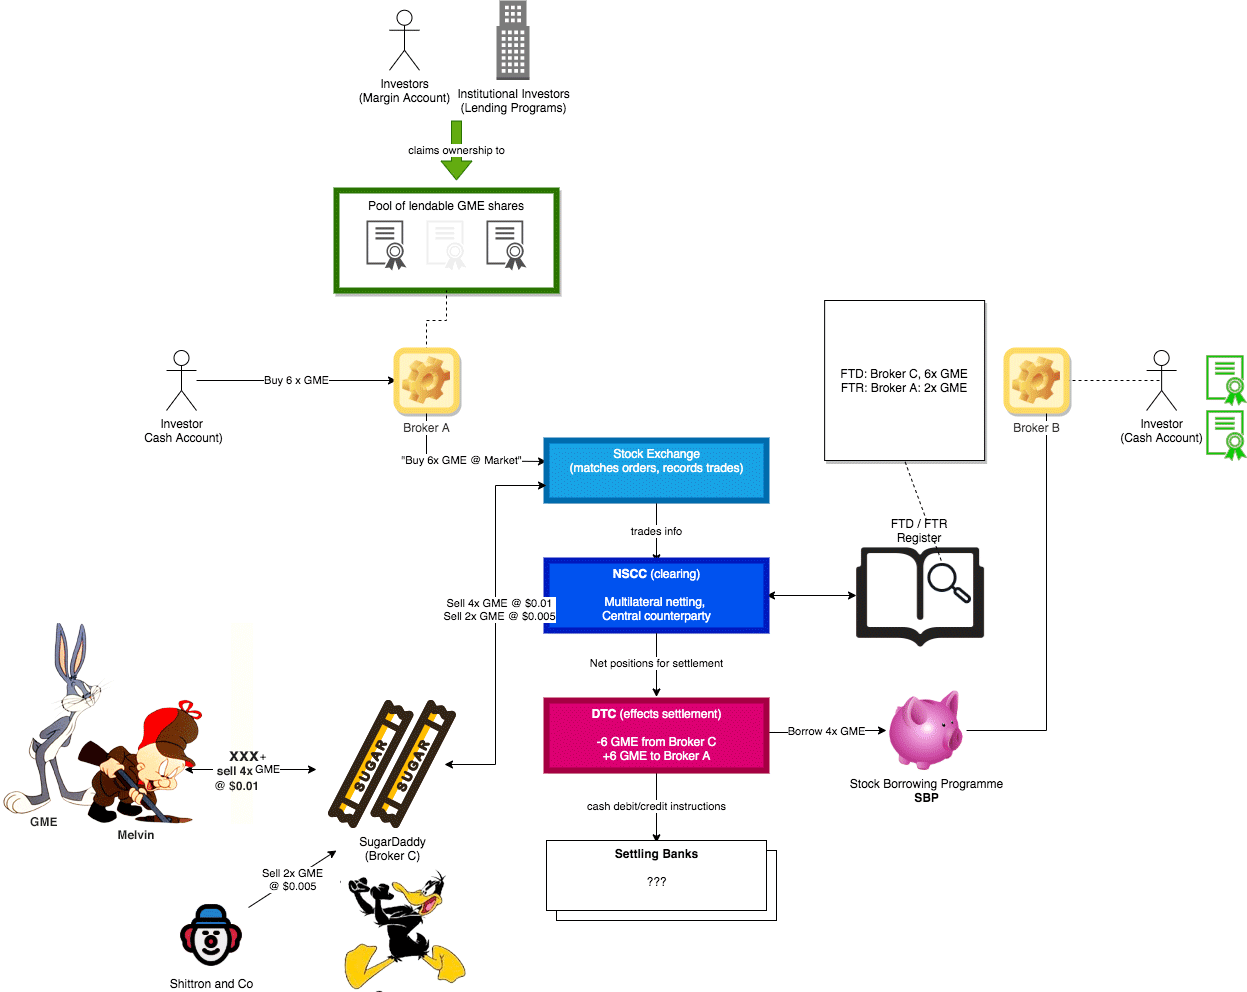 Investors
(Margin Account)
Institutional Investors
(Lending Programs)
claims ownership to
Pool of lendable GME shares
Buy 6 x GME
Investor
Cash Account)
Broker A
"Buy 6x GME @ Market"
Stock Exchange
(matches orders, records trades)
trades info
FTD: Broker C, 6x GME
FTR: Broker A: 2x GME
Broker B
Investor
(Cash Account)
FTD / FTR
Register
NSCC (clearing)
Multilateral netting,
Central counterparty
Sell 4x GME @ $0.01
Sell 2x GME @ $0.005
Net positions for settlement
DTC (effects settlement)
-6 GME from Broker C
+6 GME to Broker A
Borrow 4x GME
Stock Borrowing Programme
SBP
cash debit/credit instructions
Settling Banks
???
XXX+
sell 4x GME
@ $0.01
GME
Melvin
SUGAR
SUGAR
SugarDaddy
(Broker C)
Sell 2x GME
@ $0.005
Shittron and Co